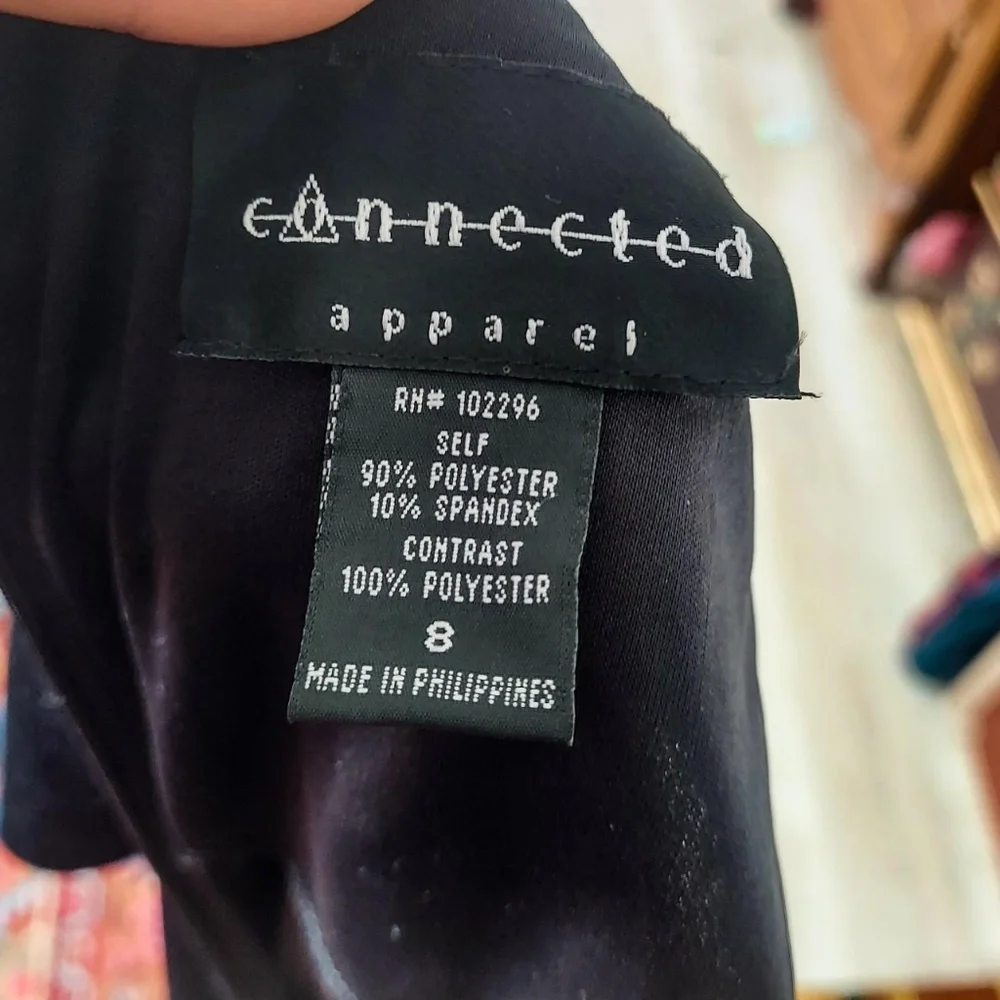 connected
apparel
RN# 102296
SELF
90% POLYESTER
10% SPANDEX
CONTRAST
100% POLYESTER
8
MADE IN PHILIPPINES